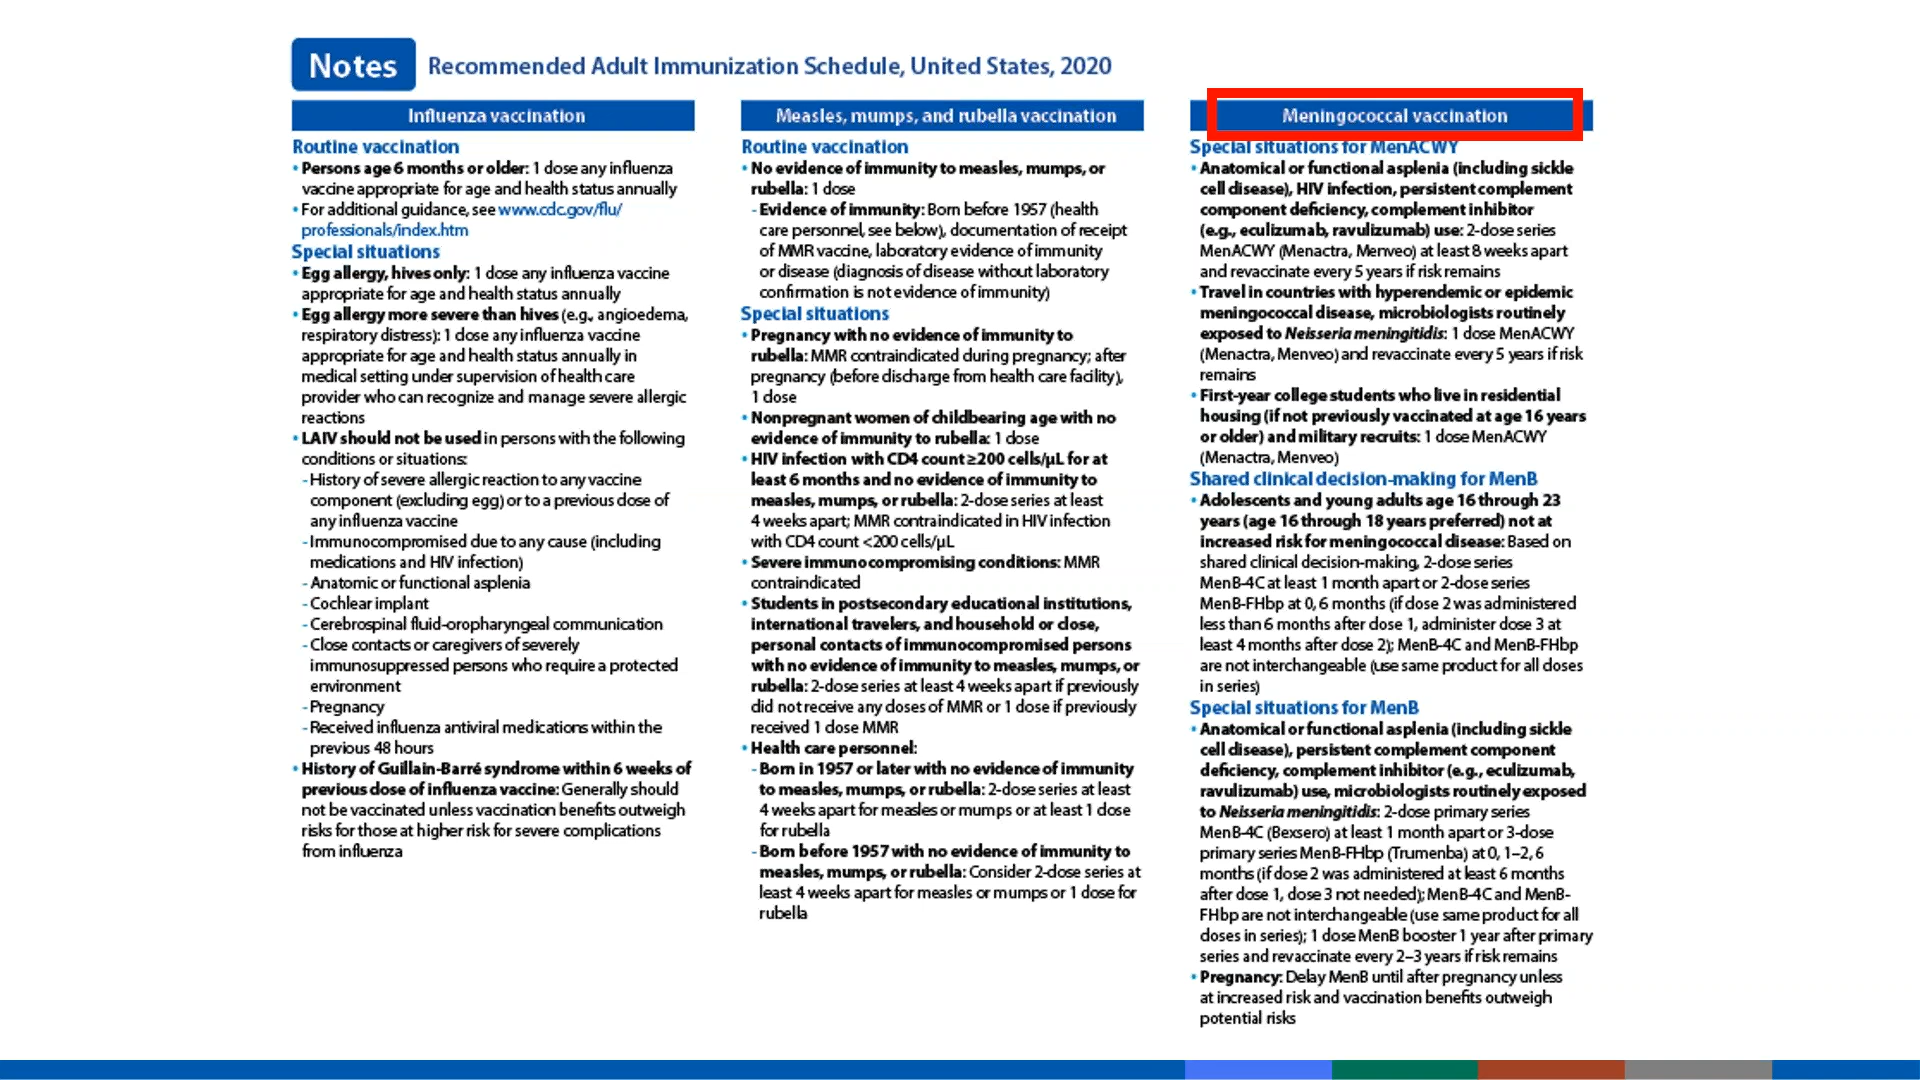 Notes
Recommended Adult Immunization Schedule, United States, 2020
Influenza vaccination
Routine vaccination
• Persons age 6 months or older: 1 dose any influenza
vaccine appropriate for age and health status annually
• For additional guidance, see www.cdc.gov/flu/
professionals/index.htm
Special situations
• Egg allergy, hives only: 1 dose any influenza vaccine
appropriate for age and health status annually
• Egg allergy more severe than hives (e.g., angioedema,
respiratory distress): 1 dose any influenza vaccine
appropriate for age and health status annually in
medical setting under supervision of health care
provider who can recognize and manage severe allergic
reactions
• LAIV should not be used in persons with the following
conditions or situations:
- History of severe allergic reaction to any vaccine
component (excluding egg) or to a previous dose of
any influenza vaccine
- Immunocompromised due to any cause (including
medications and HIV infection)
- Anatomic or functional asplenia
- Cochlear implant
- Cerebrospinal fluid-oropharyngeal communication
- Close contacts or caregivers of severely
immunosuppressed persons who require a protected
environment
- Pregnancy
- Received influenza antiviral medications within the
previous 48 hours
• History of Guillain-Barré syndrome within 6 weeks of
previous dose of influenza vaccine: Generally should
not be vaccinated unless vaccination benefits outweigh
risks for those at higher risk for severe complications
from influenza
Measles, mumps, and rubella vaccination
Routine vaccination
• No evidence of immunity to measles, mumps, or
rubella: 1 dose
- Evidence of immunity: Born before 1957 (health
care personnel, see below), documentation of receipt
of MMR vaccine, laboratory evidence of immunity
or disease (diagnosis of disease without laboratory
confirmation is not evidence of immunity)
Special situations
• Pregnancy with no evidence of immunity to
rubella: MMR contraindicated during pregnancy; after
pregnancy (before discharge from health care facility),
1 dose
• Nonpregnant women of childbearing age with no
evidence of immunity to rubella: 1 dose
• HIV infection with CD4 count ≥200 cells/μL for at
least 6 months and no evidence of immunity to
measles, mumps, or rubella: 2-dose series at least
4 weeks apart; MMR contraindicated in HIV infection
with CD4 count <200 cells/μL
• Severe immunocompromising conditions: MMR
contraindicated
• Students in postsecondary educational institutions,
international travelers, and household or close,
personal contacts of immunocompromised persons
with no evidence of immunity to measles, mumps, or
rubella: 2-dose series at least 4 weeks apart if previously
did not receive any doses of MMR or 1 dose if previously
received 1 dose MMR
• Health care personnel:
- Born in 1957 or later with no evidence of immunity
to measles, mumps, or rubella: 2-dose series at least
4 weeks apart for measles or mumps or at least 1 dose
for rubella
- Born before 1957 with no evidence of immunity to
measles, mumps, or rubella: Consider 2-dose series at
least 4 weeks apart for measles or mumps or 1 dose for
rubella
Meningococcal vaccination
Special situations for MenACWY
• Anatomical or functional asplenia (including sickle
cell disease), HIV infection, persistent complement
component deficiency, complement inhibitor
(e.g., eculizumab, ravulizumab) use: 2-dose series
MenACWY (Menactra, Menveo) at least 8 weeks apart
and revaccinate every 5 years if risk remains
• Travel in countries with hyperendemic or epidemic
meningococcal disease, microbiologists routinely
exposed to Neisseria meningitidis: 1 dose MenACWY
(Menactra, Menveo) and revaccinate every 5 years if risk
remains
• First-year college students who live in residential
housing (if not previously vaccinated at age 16 years
or older) and military recruits: 1 dose MenACWY
(Menactra, Menveo)
Shared clinical decision-making for MenB
• Adolescents and young adults age 16 through 23
years (age 16 through 18 years preferred) not at
increased risk for meningococcal disease: Based on
shared clinical decision-making, 2-dose series
MenB-4C at least 1 month apart or 2-dose series
MenB-FHbp at 0, 6 months (if dose 2 was administered
less than 6 months after dose 1, administer dose 3 at
least 4 months after dose 2); MenB-4C and MenB-FHbp
are not interchangeable (use same product for all doses
in series)
Special situations for MenB
• Anatomical or functional asplenia (including sickle
cell disease), persistent complement component
deficiency, complement inhibitor (e.g., eculizumab,
ravulizumab) use, microbiologists routinely exposed
to Neisseria meningitidis: 2-dose primary series
MenB-4C (Bexsero) at least 1 month apart or 3-dose
primary series MenB-FHbp (Trumenba) at 0, 1–2, 6
months (if dose 2 was administered at least 6 months
after dose 1, dose 3 not needed); MenB-4C and MenB-
FHbp are not interchangeable (use same product for all
doses in series); 1 dose MenB booster 1 year after primary
series and revaccinate every 2–3 years if risk remains
• Pregnancy: Delay MenB until after pregnancy unless
at increased risk and vaccination benefits outweigh
potential risks